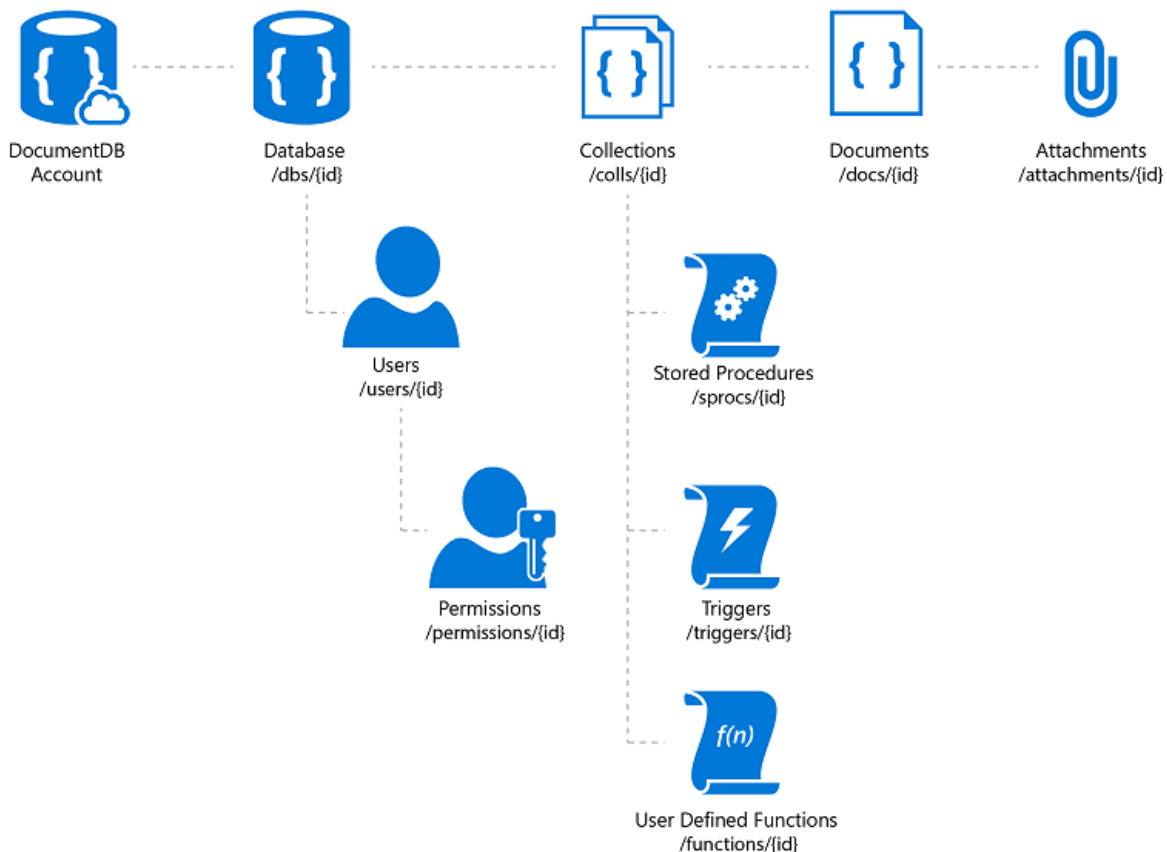 DocumentDB
Account
Database
/dbs/{id}
Collections
/colls/{id}
Documents
/docs/{id}
Attachments
/attachments/{id}
Users
/users/{id}
Stored Procedures
/sprocs/{id}
Permissions
/permissions/{id}
Triggers
/triggers/{id}
f(n)
User Defined Functions
/functions/{id}